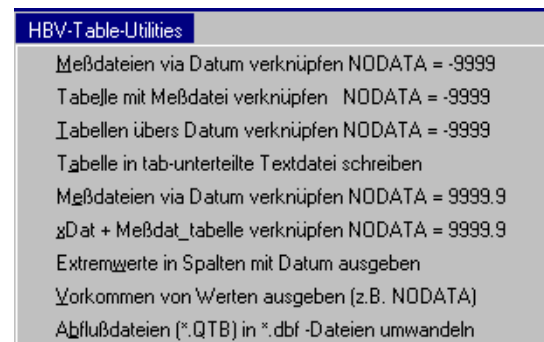 HBV-Table-Utilities
Meßdateien via Datum verknüpfen NODATA = -9999
Tabelle mit Meßdatei verknüpfen NODATA = -9999
Tabellen übers Datum verknüpfen NODATA = -9999
Tabelle in tab-unterteilte Textdatei schreiben
Meßdateien via Datum verknüpfen NODATA = 9999.9
xDat + Meßdat_tabelle verknüpfen NODATA = 9999.9
Extremwerte in Spalten mit Datum ausgeben
Vorkommen von Werten ausgeben (z.B. NODATA)
Abflußdateien (*.QTB) in *.dbf -Dateien umwandeln